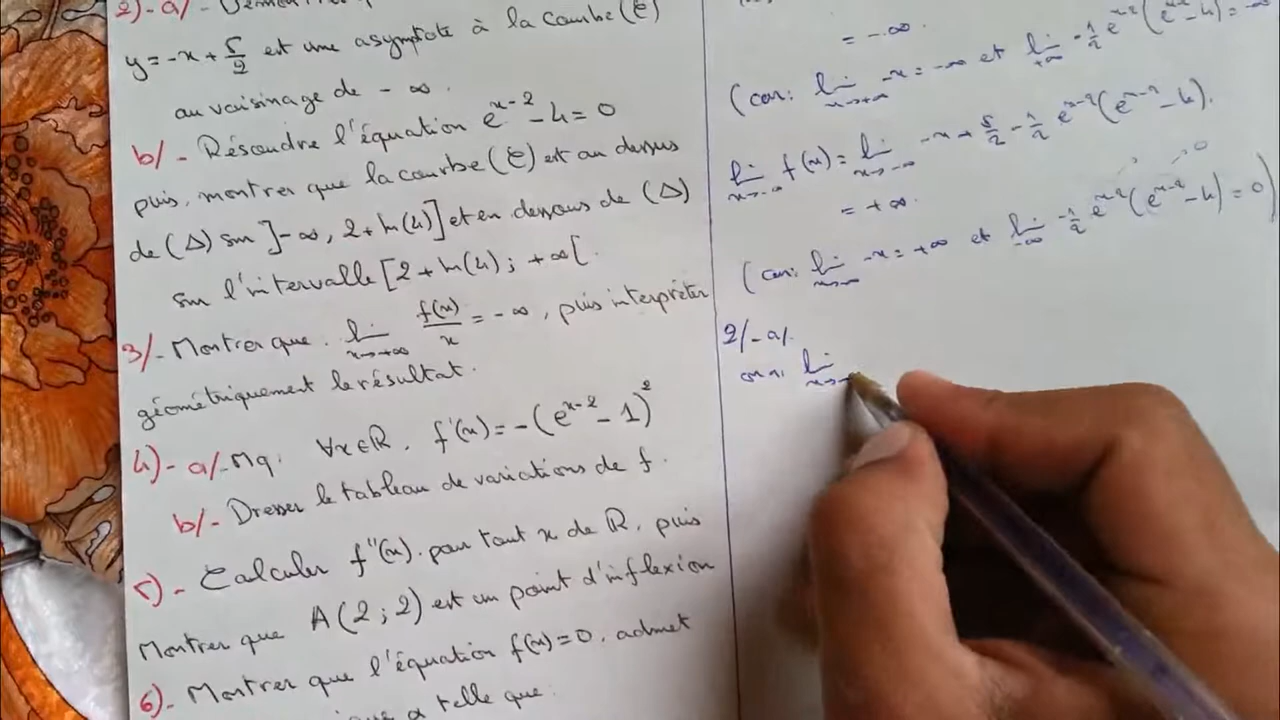 2)-a/-
y=-x+5/2 est une asymptote à la courbe (C)
au voisinage de -∞.
b/- Résoudre l'équation e^(x-2) -4=0
puis, montrer que la courbe (C) est au dessus
de (Δ) sur ]-∞, 2+ln(4)] et en dessous de (Δ)
sur l'intervalle [2+ln(4); +∞[.
3/- Montrer que. lim x→+∞ f(x)/x = -∞, puis interpréter
géométriquement le résultat.
4)- a/- Mq: ∀x∈ℝ. f'(x)=-(e^(x-2) - 1)^2
b/- Dresser le tableau de variations de f.
5)- Calculer f''(x). pour tout x de ℝ, puis
Montrer que A(2;2) est un point d'inflexion
6)- Montrer que l'équation f(x)=0, admet
α telle que:
= -∞.
(car: lim x→+∞ -x=-∞ et lim +∞ -1/2 e^(x-2)(e^(x-2)-4)=-∞
lim x→-∞ f(x)= lim x→-∞ -x+5/2-1/2 e^(x-2)(e^(x-2)-4).
= +∞.
(car: lim x→-∞ -x=+∞ et lim -∞ -1/2 e^(x-2)(e^(x-2)-4)=0)
2/-a/.
on a: lim x→-